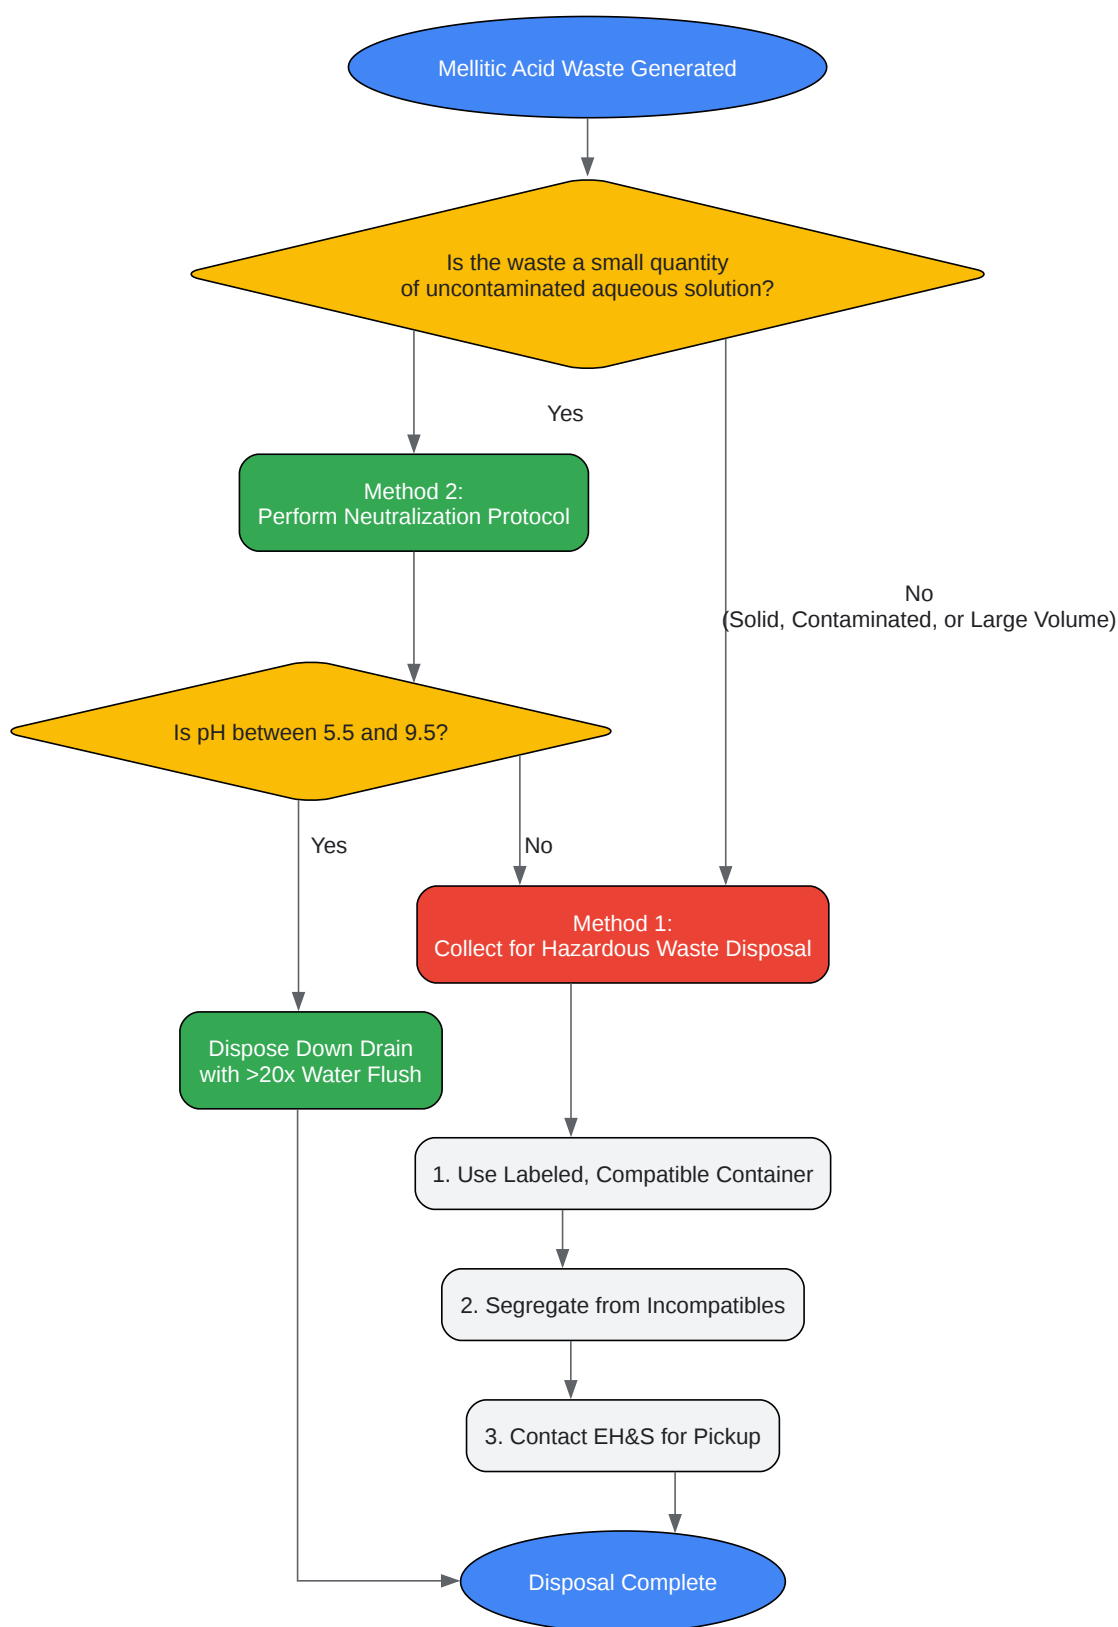 Mellitic Acid Waste Generated
Is the waste a small quantity
of uncontaminated aqueous solution?
Yes
Method 2:
Perform Neutralization Protocol
No
(Solid, Contaminated, or Large Volume)
Is pH between 5.5 and 9.5?
Yes
No
Method 1:
Collect for Hazardous Waste Disposal
Dispose Down Drain
with >20x Water Flush
1. Use Labeled, Compatible Container
2. Segregate from Incompatibles
3. Contact EH&S for Pickup
Disposal Complete